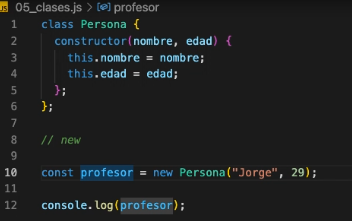 05_clases.js > profesor
1 class Persona {
2 constructor(nombre, edad) {
3 this.nombre = nombre;
4 this.edad = edad;
5 };
6 };
7
8 // new
9
10 const profesor = new Persona("Jorge", 29);
11
12 console.log(profesor);